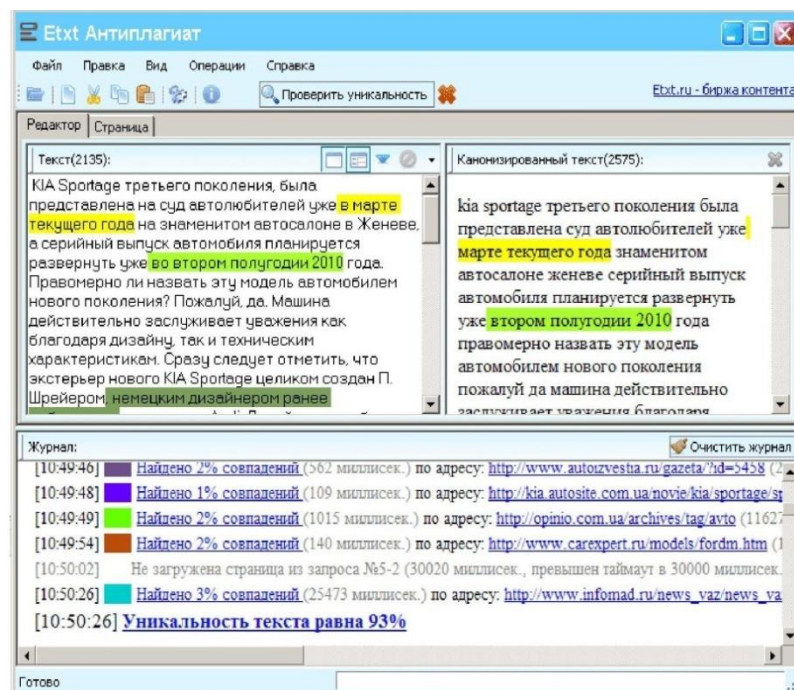 Etxt Антиплагиат
Файл Правка Вид Операции Справка
Проверить уникальность
Etxt.ru - биржа контента
Редактор Страница
Текст(2135):
KIA Sportage третьего поколения, была
представлена на суд автолюбителей уже в марте
текущего года на знаменитом автосалоне в Женеве,
а серийный выпуск автомобиля планируется
развернуть уже во втором полугодии 2010 года.
Правомерно ли назвать эту модель автомобилем
нового поколения? Пожалуй, да. Машина
действительно заслуживает уважения как
благодаря дизайну, так и техническим
характеристикам. Сразу следует отметить, что
экстерьер нового KIA Sportage целиком создан П.
Шрейером, немецким дизайнером ранее
Канонизированный текст(2575):
kia sportage третьего поколения была
представлена суд автолюбителей уже
марте текущего года знаменитом
автосалоне женеве серийный выпуск
автомобиля планируется развернуть
уже втором полугодии 2010 года
правомерно назвать эту модель
автомобилем нового поколения
пожалуй да машина действительно
заслуживает уважения благодаря
Журнал:
Очистить журнал
[10:49:46] Найдено 2% совпадений (562 миллисек.) по адресу: http://www.autoizvestia.ru/gazeta/?id=5458 (2
[10:49:48] Найдено 1% совпадений (109 миллисек.) по адресу: http://kia.autosite.com.ua/novie/kia/sportage/sp
[10:49:49] Найдено 2% совпадений (1015 миллисек.) по адресу: http://opinio.com.ua/archives/tag/avto (11627
[10:49:54] Найдено 2% совпадений (140 миллисек.) по адресу: http://www.carexpert.ru/models/fordm.htm (1
[10:50:02] Не загружена страница из запроса №5-2 (30020 миллисек., превышен таймаут в 30000 миллисек.
[10:50:26] Найдено 3% совпадений (25473 миллисек.) по адресу: http://www.infomad.ru/news_vaz/news_va
[10:50:26] Уникальность текста равна 93%
Готово